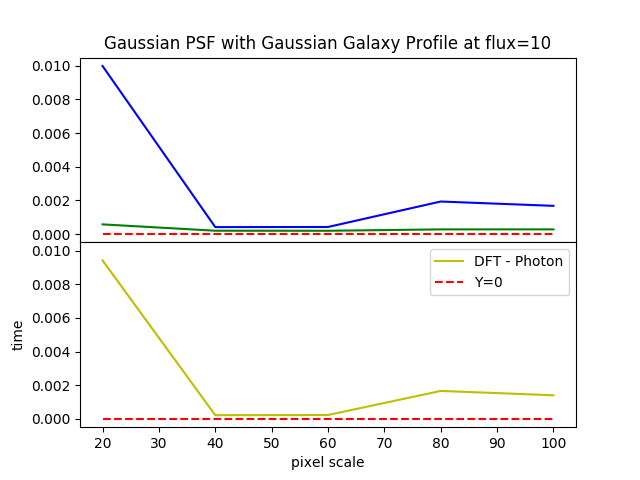 Gaussian PSF with Gaussian Galaxy Profile at flux=10
0.010
0.008
0.006
0.004
0.002
0.000
0.010
0.008
0.006
0.004
0.002
0.000
time
DFT - Photon
Y=0
20 30 40 50 60 70 80 90 100
pixel scale